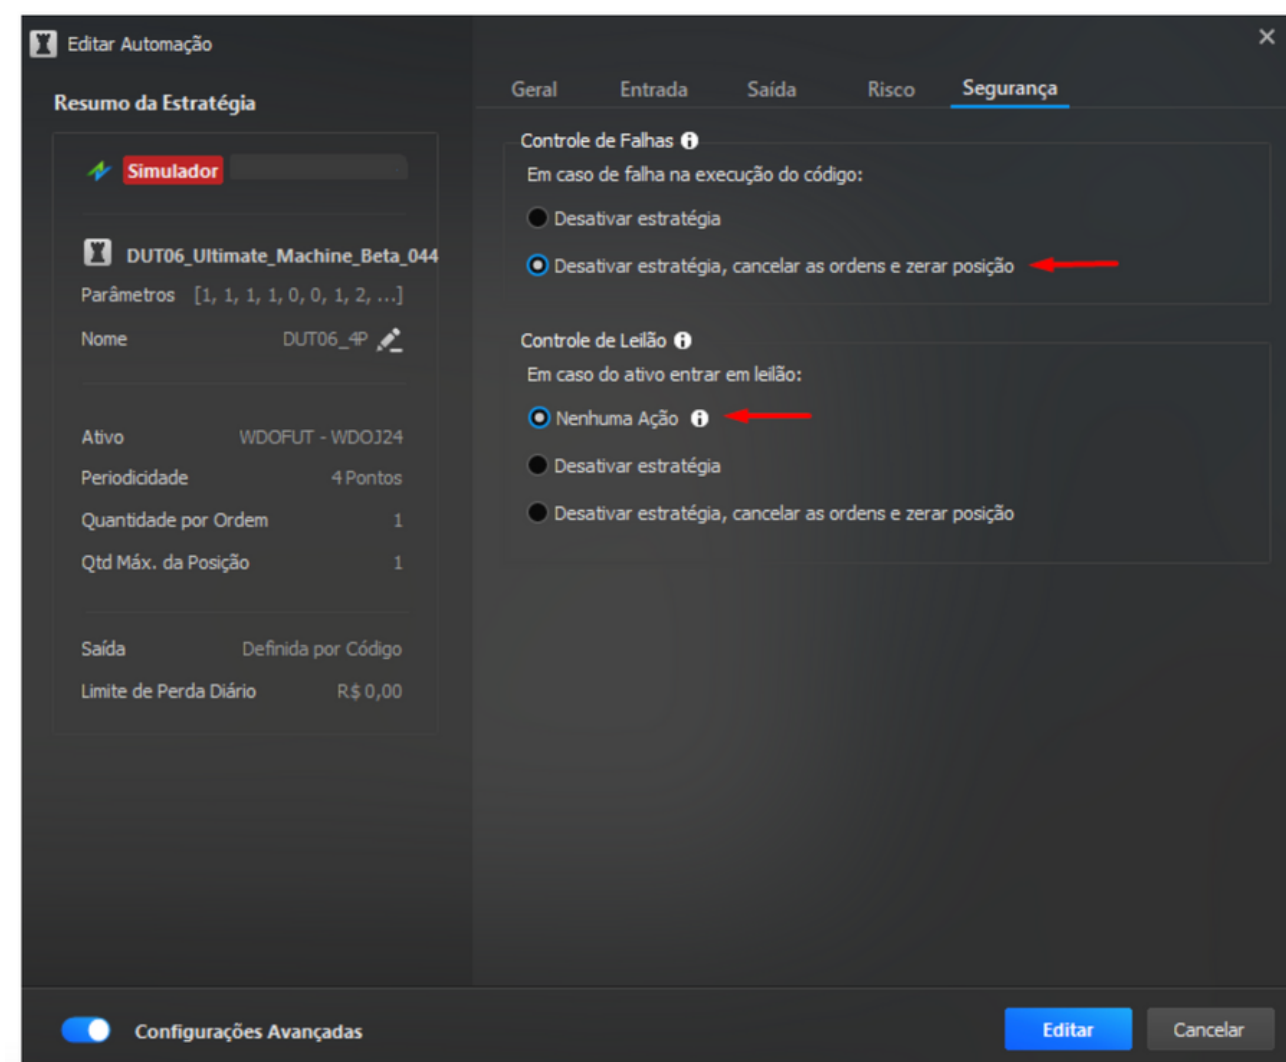 Editar Automação
Resumo da Estratégia
Simulador
DUT06_Ultimate_Machine_Beta_044
Parâmetros [1, 1, 1, 1, 0, 0, 1, 2, ...]
Nome DUT06_4P
Ativo WDOFUT - WDOJ24
Periodicidade 4 Pontos
Quantidade por Ordem 1
Qtd Máx. da Posição 1
Saída Definida por Código
Limite de Perda Diário R$ 0,00
Geral Entrada Saída Risco Segurança
Controle de Falhas
Em caso de falha na execução do código:
Desativar estratégia
Desativar estratégia, cancelar as ordens e zerar posição
Controle de Leilão
Em caso do ativo entrar em leilão:
Nenhuma Ação
Desativar estratégia
Desativar estratégia, cancelar as ordens e zerar posição
Configurações Avançadas
Editar Cancelar